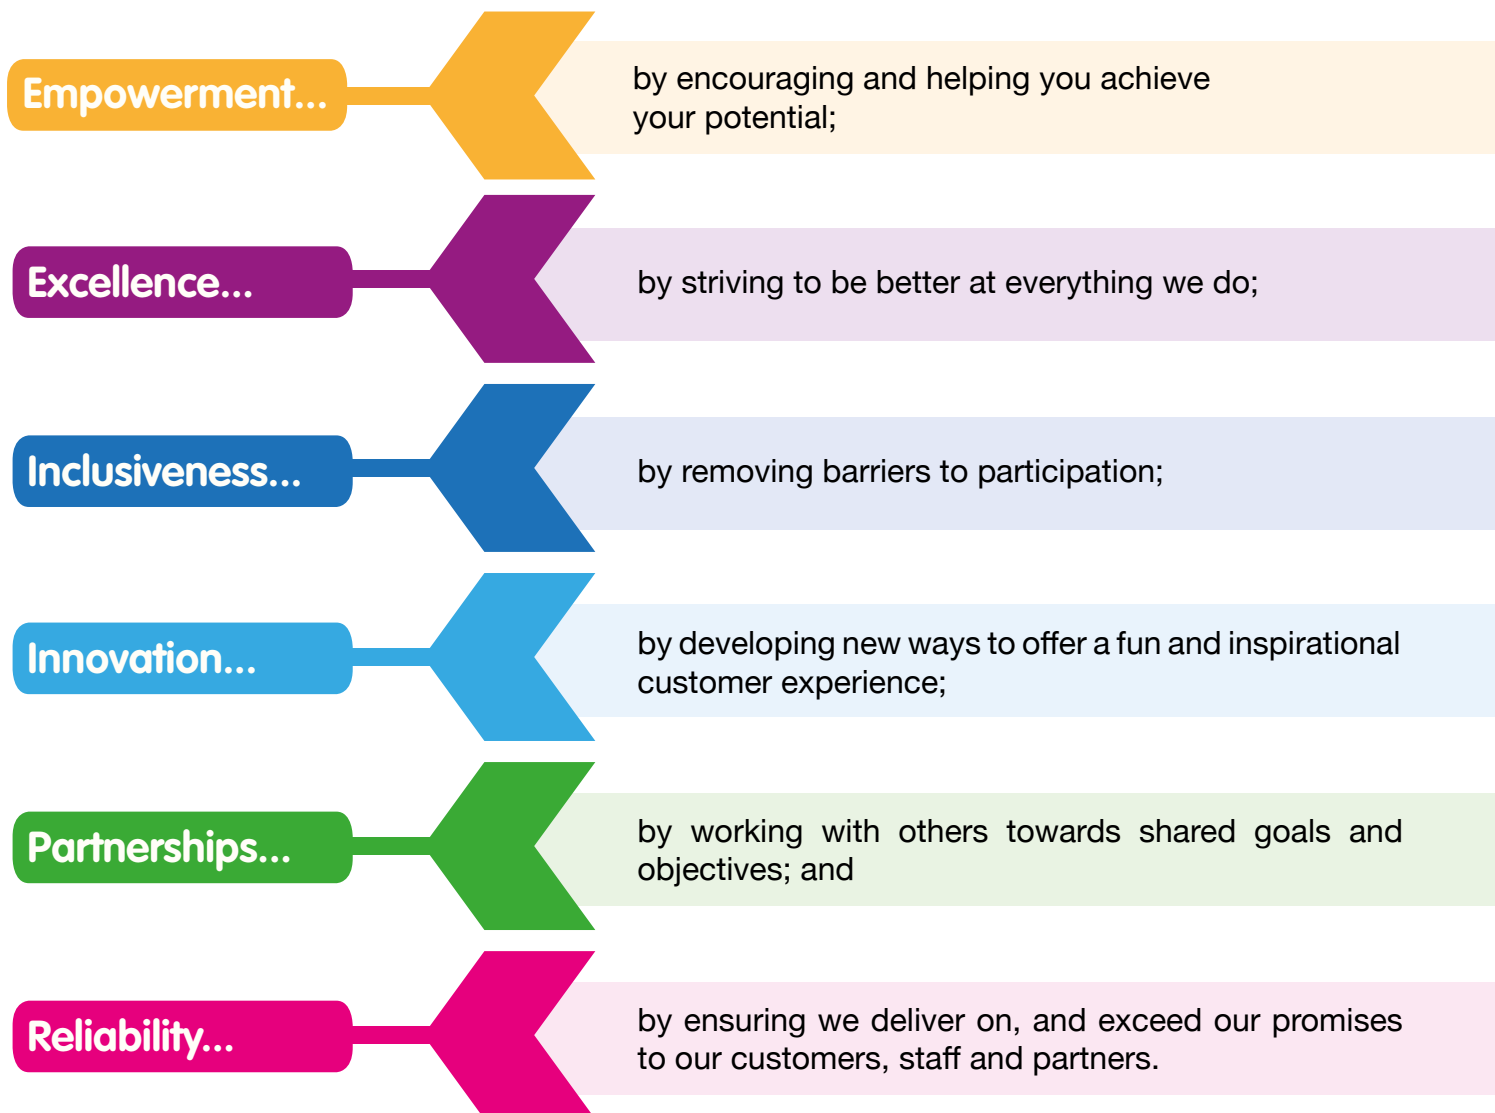 Empowerment...
by encouraging and helping you achieve
your potential;
Excellence...
by striving to be better at everything we do;
Inclusiveness...
by removing barriers to participation;
Innovation...
by developing new ways to offer a fun and inspirational
customer experience;
Partnerships...
by working with others towards shared goals and
objectives; and
Reliability...
by ensuring we deliver on, and exceed our promises
to our customers, staff and partners.